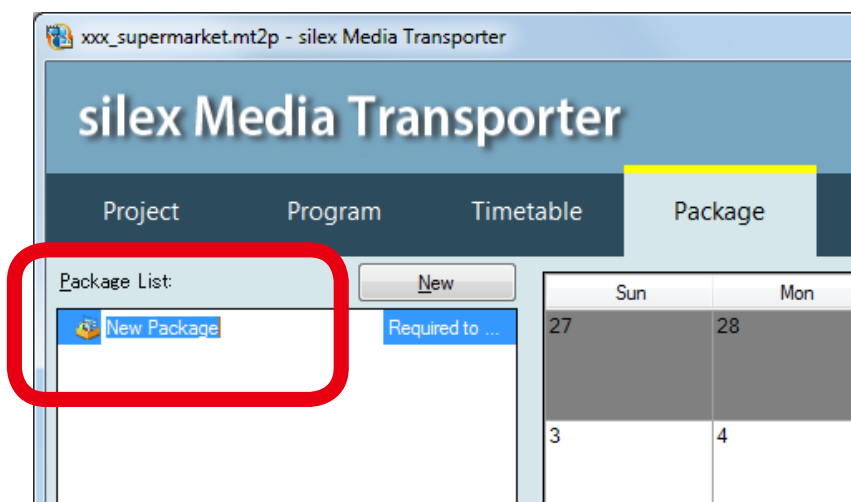 xxx_supermarket.mt2p - silex Media Transporter
silex Media Transporter
Project Program Timetable Package
Package List: New
New Package Required to ...
Sun Mon
27 28
3 4